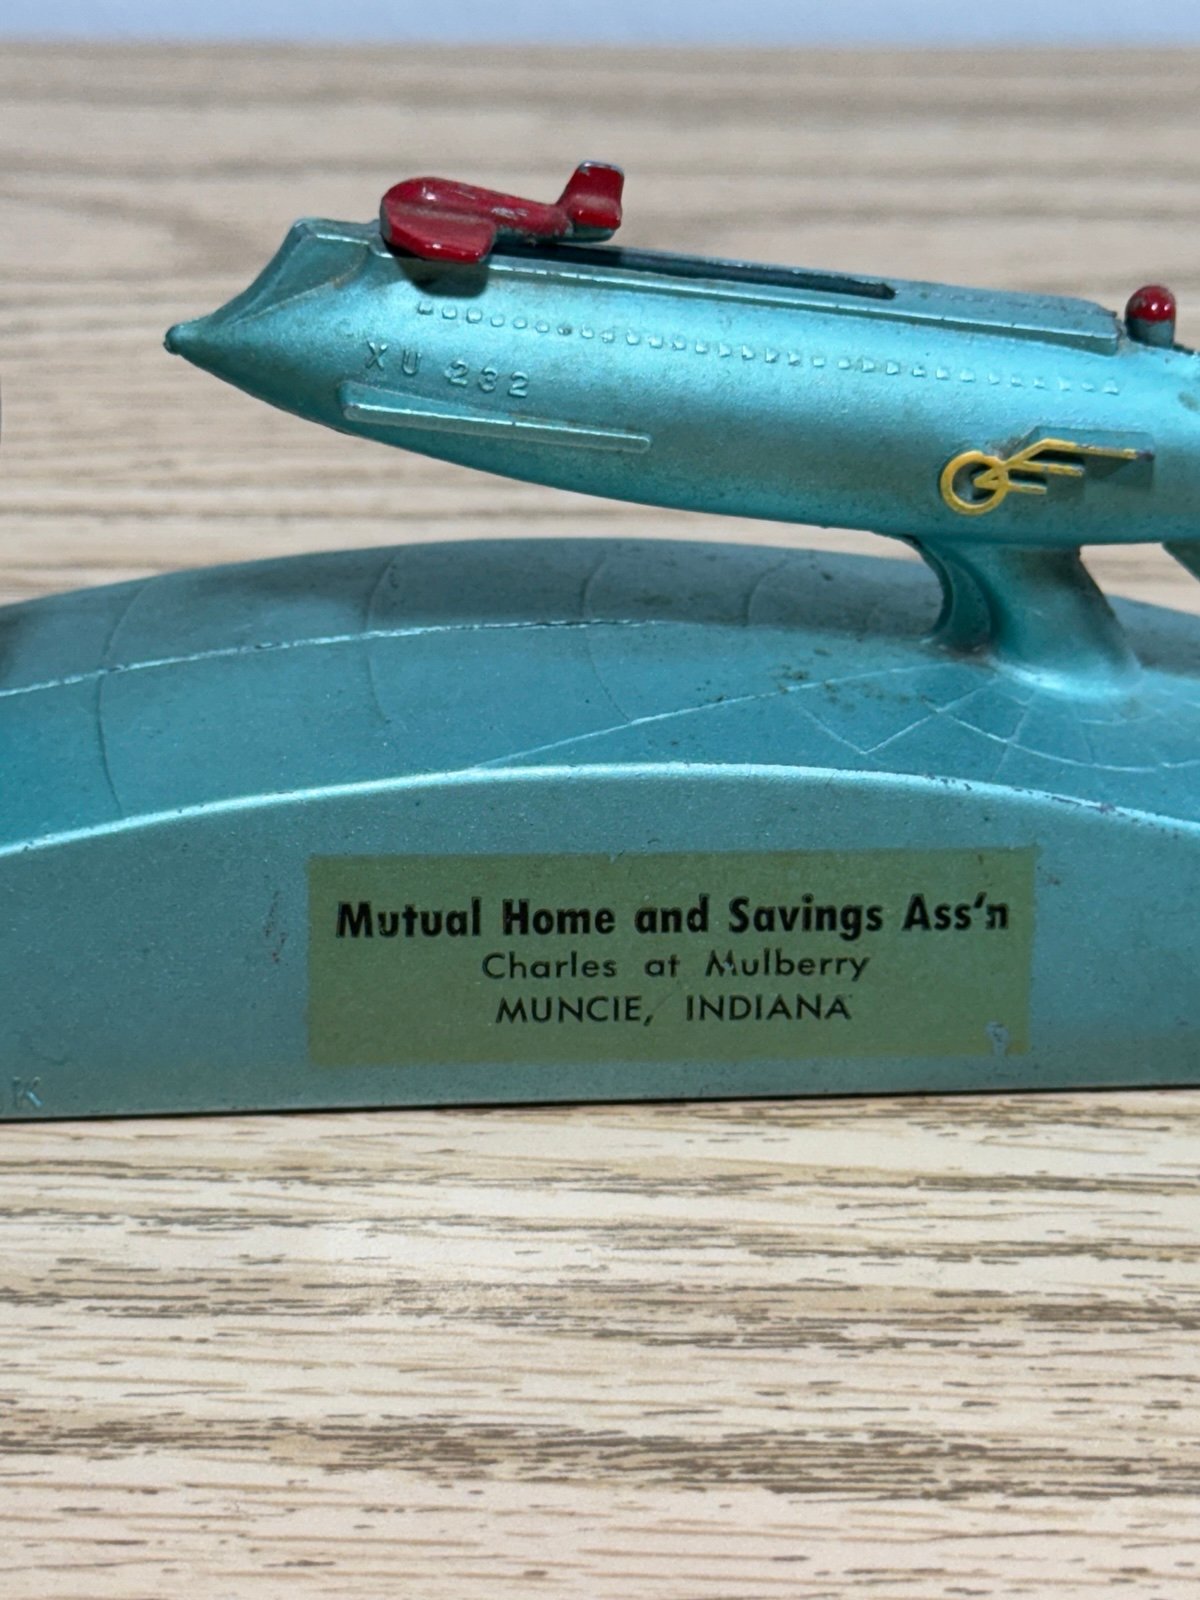 XU 232
Mutual Home and Savings Ass'n
Charles at Mulberry
MUNCIE, INDIANA
K